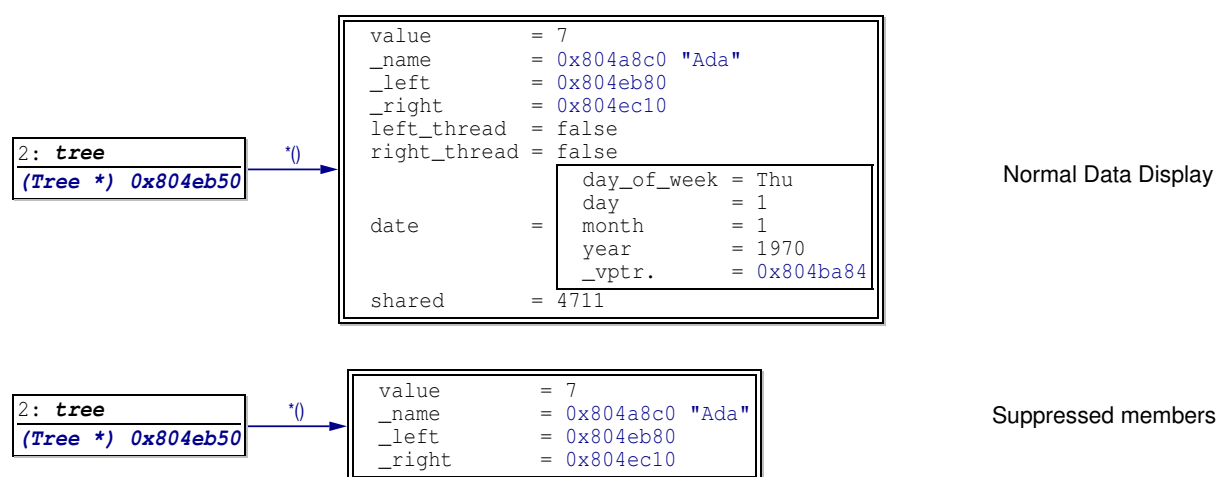 value = 7
_name = 0x804a8c0 "Ada"
_left = 0x804eb80
_right = 0x804ec10
left_thread = false
right_thread = false
2: tree
*()
(Tree *) 0x804eb50
day_of_week = Thu
day = 1
date = month = 1
year = 1970
_vptr. = 0x804ba84
shared = 4711
Normal Data Display
2: tree
*()
(Tree *) 0x804eb50
value = 7
_name = 0x804a8c0 "Ada"
_left = 0x804eb80
_right = 0x804ec10
Suppressed members